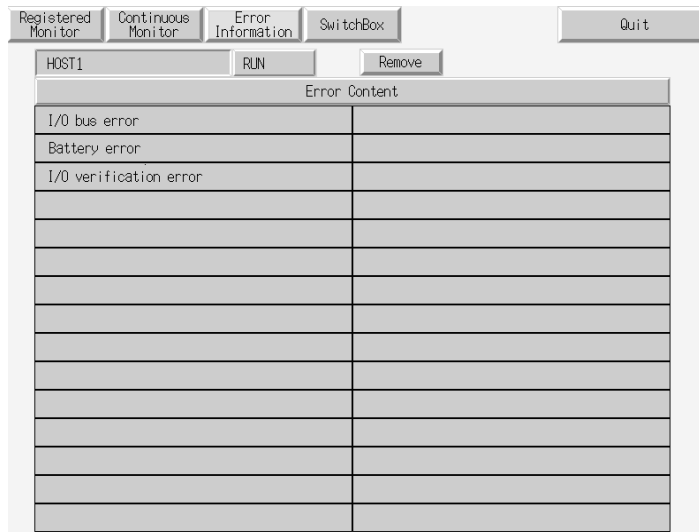 Registered Monitor
Continuous Monitor
Error Information
SwitchBox
Quit
HOST1
RUN
Remove
Error Content
I/O bus error
Battery error
I/O verification error